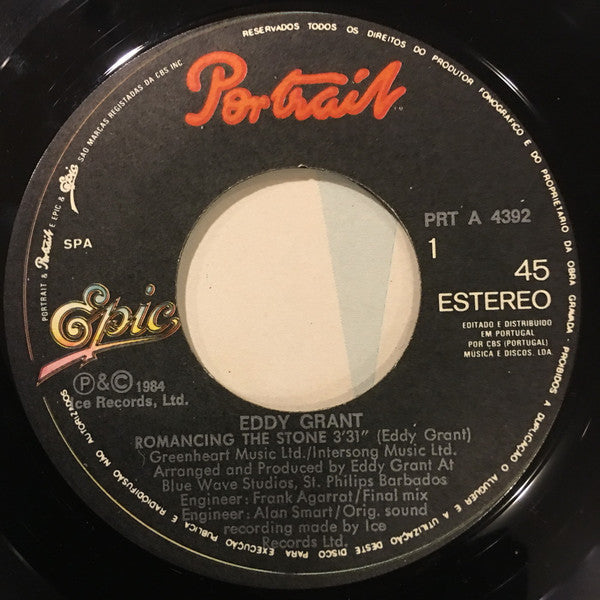 RESERVADOS TODOS OS DIREITOS DO PRODUTOR FONOGRAFICO E DO PROPRIETARIO DA OBRA GRAVADA · PROIBIDOS A DUPLICAÇÃO, O ALUGUER E A UTILIZAÇÃO DESTE DISCO PARA EXECUÇÃO PUBLICA E RADIODIFUSÃO NÃO AUTORIZADOS
PORTRAIT & Portrait E EPIC & Epic SÃO MARCAS REGISTADAS DA CBS INC
Portrait
SPA
PRT A 4392
1
45
ESTEREO
EDITADO E DISTRIBUIDO
EM PORTUGAL
POR CBS (PORTUGAL)
MÚSICA E DISCOS, LDA.
Epic
Ⓟ&© 1984
Ice Records, Ltd.
EDDY GRANT
ROMANCING THE STONE 3'31" (Eddy Grant)
Greenheart Music Ltd./Intersong Music Ltd.
Arranged and Produced by Eddy Grant At
Blue Wave Studios, St. Philips Barbados
Engineer: Frank Agarrat/Final mix
Engineer: Alan Smart/Orig. sound
recording made by Ice
Records Ltd.